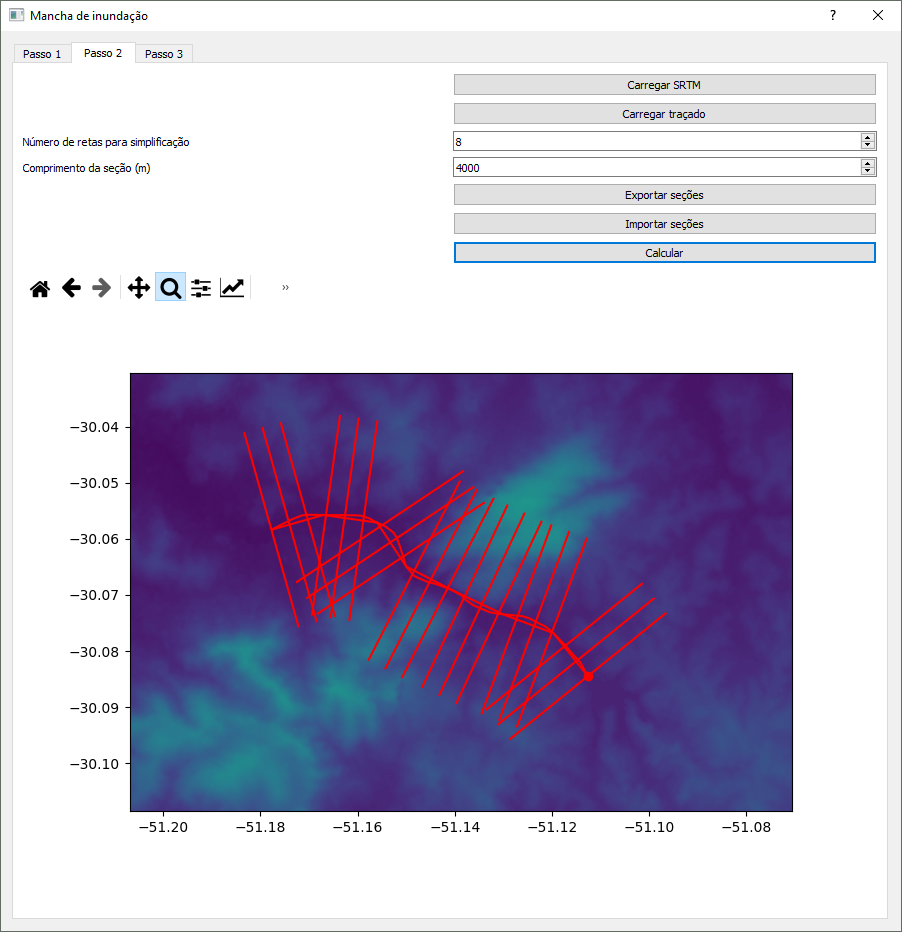 Mancha de inundação
?
Passo 1
Passo 2
Passo 3
Carregar SRTM
Carregar traçado
Número de retas para simplificação
8
Comprimento da seção (m)
4000
Exportar seções
Importar seções
Calcular
»
−30.04
−30.05
−30.06
−30.07
−30.08
−30.09
−30.10
−51.20
−51.18
−51.16
−51.14
−51.12
−51.10
−51.08